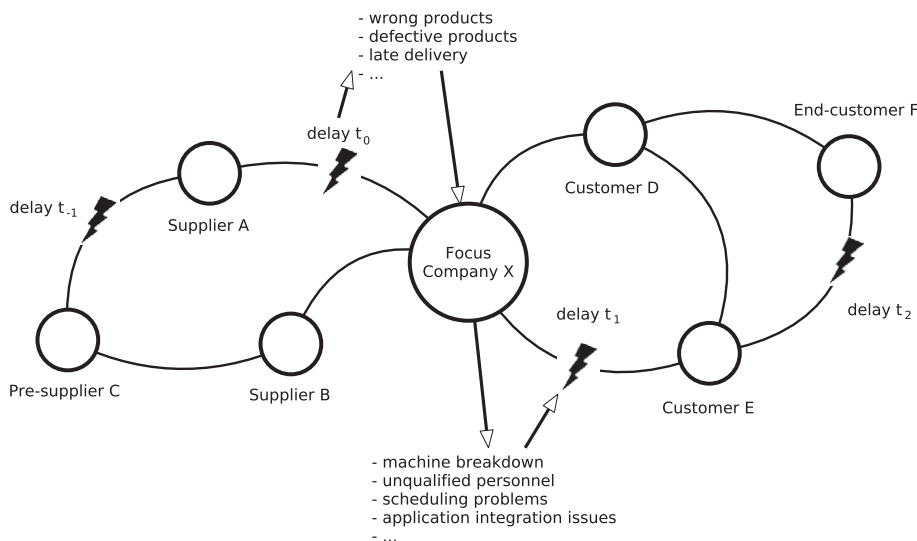 - wrong products
- defective products
- late delivery
- ...
End-customer F
delay t0
Customer D
delay t-1
Supplier A
Focus
Company X
delay t1
delay t2
Pre-supplier C
Supplier B
Customer E
- machine breakdown
- unqualified personnel
- scheduling problems
- application integration issues
- ...